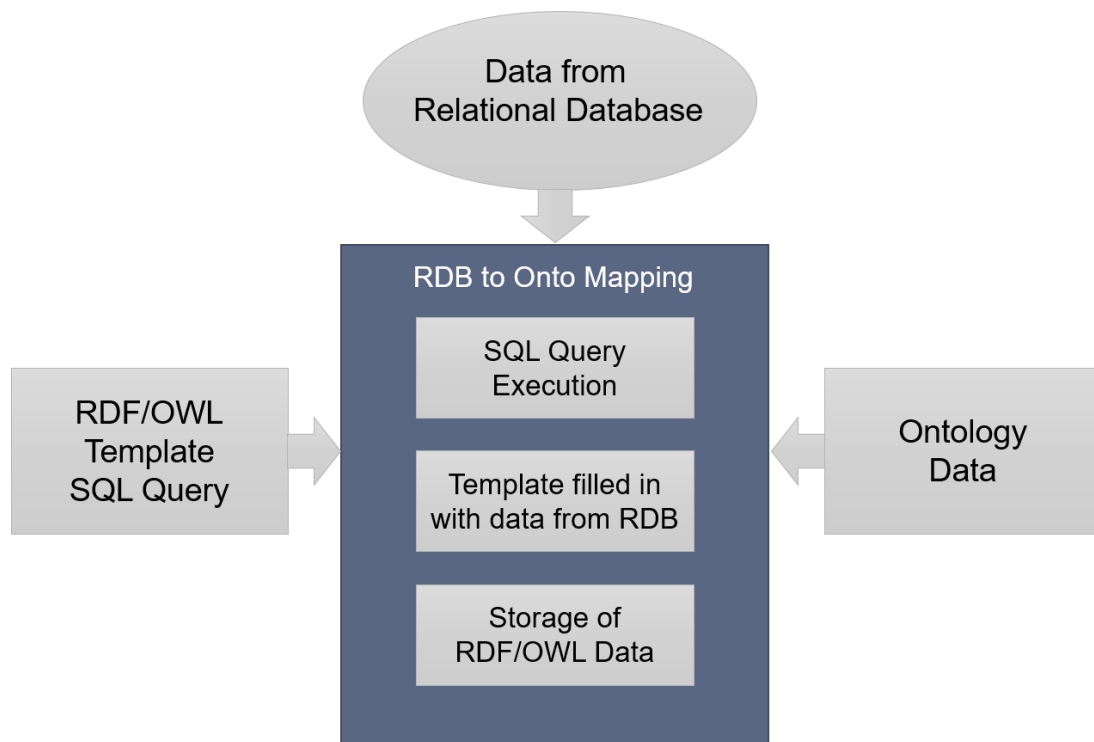 Data from
Relational Database
RDB to Onto Mapping
SQL Query
Execution
RDF/OWL
Template
SQL Query
Template filled in
with data from RDB
Ontology
Data
Storage of
RDF/OWL Data